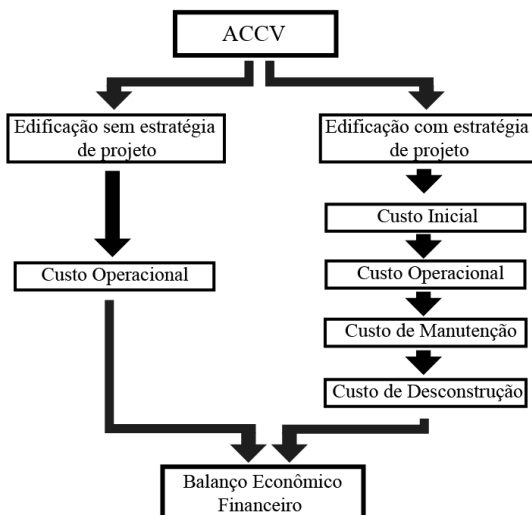 ACCV
Edificação sem estratégia
de projeto
Edificação com estratégia
de projeto
Custo Inicial
Custo Operacional
Custo Operacional
Custo de Manutenção
Custo de Desconstrução
Balanço Econômico
Financeiro